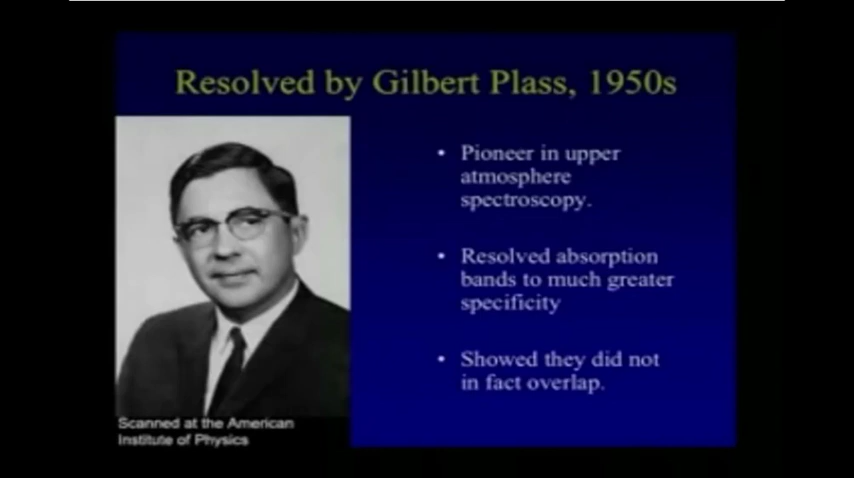 Resolved by Gilbert Plass, 1950s
• Pioneer in upper
atmosphere
spectroscopy.
• Resolved absorption
bands to much greater
specificity
• Showed they did not
in fact overlap.
Scanned at the American
Institute of Physics